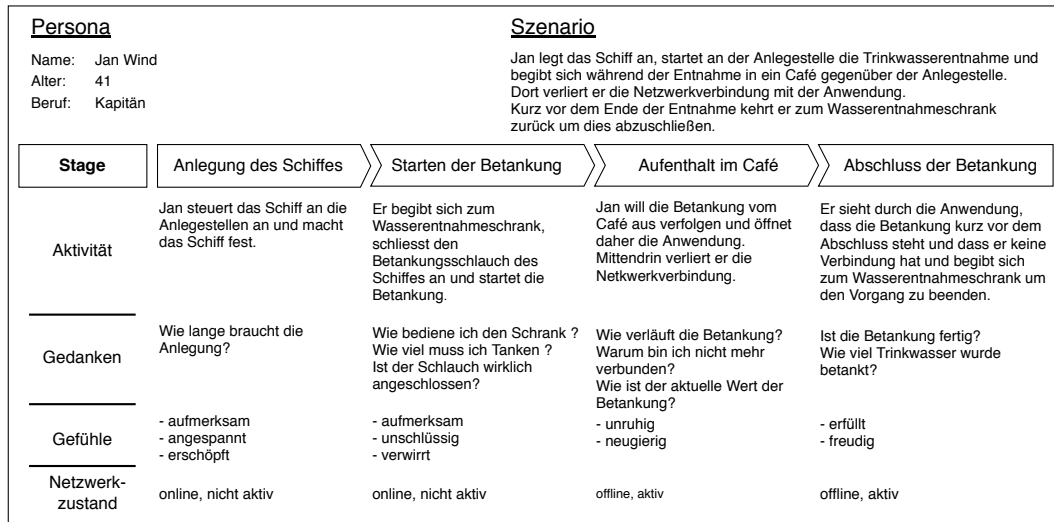 Persona
Name: Jan Wind
Alter: 41
Beruf: Kapitän
Szenario
Jan legt das Schiff an, startet an der Anlegestelle die Trinkwasserentnahme und
begibt sich während der Entnahme in ein Café gegenüber der Anlegestelle.
Dort verliert er die Netzwerkverbindung mit der Anwendung.
Kurz vor dem Ende der Entnahme kehrt er zum Wasserentnahmeschrank
zurück um dies abzuschließen.
Stage
Anlegung des Schiffes
Starten der Betankung
Aufenthalt im Café
Abschluss der Betankung
Aktivität
Jan steuert das Schiff an die
Anlegestellen an und macht
das Schiff fest.
Er begibt sich zum
Wasserentnahmeschrank,
schliesst den
Betankungsschlauch des
Schiffes an und startet die
Betankung.
Jan will die Betankung vom
Café aus verfolgen und öffnet
daher die Anwendung.
Mittendrin verliert er die
Netkwerkverbindung.
Er sieht durch die Anwendung,
dass die Betankung kurz vor dem
Abschluss steht und dass er keine
Verbindung hat und begibt sich
zum Wasserentnahmeschrank um
den Vorgang zu beenden.
Gedanken
Wie lange braucht die
Anlegung?
Wie bediene ich den Schrank ?
Wie viel muss ich Tanken ?
Ist der Schlauch wirklich
angeschlossen?
Wie verläuft die Betankung?
Warum bin ich nicht mehr
verbunden?
Wie ist der aktuelle Wert der
Betankung?
Ist die Betankung fertig?
Wie viel Trinkwasser wurde
betankt?
Gefühle
- aufmerksam
- angespannt
- erschöpft
- aufmerksam
- unschlüssig
- verwirrt
- unruhig
- neugierig
- erfüllt
- freudig
Netzwerk-
zustand
online, nicht aktiv
online, nicht aktiv
offline, aktiv
offline, aktiv